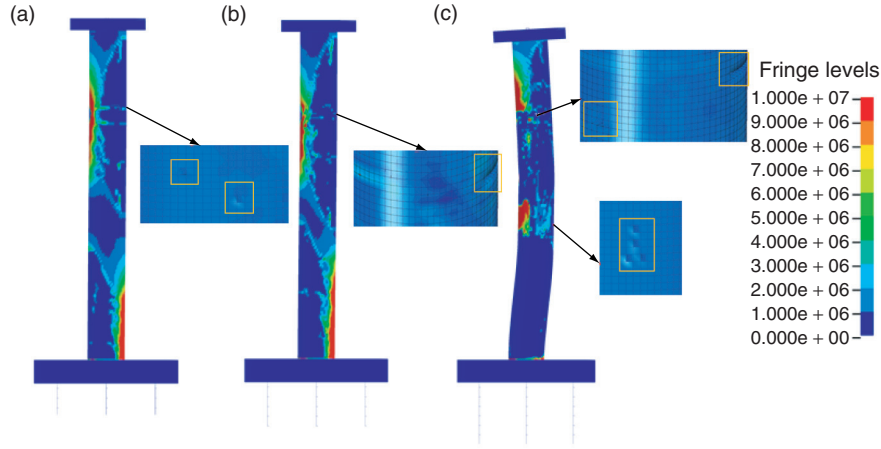 (a)
(b)
(c)
Fringe levels
1.000e + 07
9.000e + 06
8.000e + 06
7.000e + 06
6.000e + 06
5.000e + 06
4.000e + 06
3.000e + 06
2.000e + 06
1.000e + 06
0.000e + 00